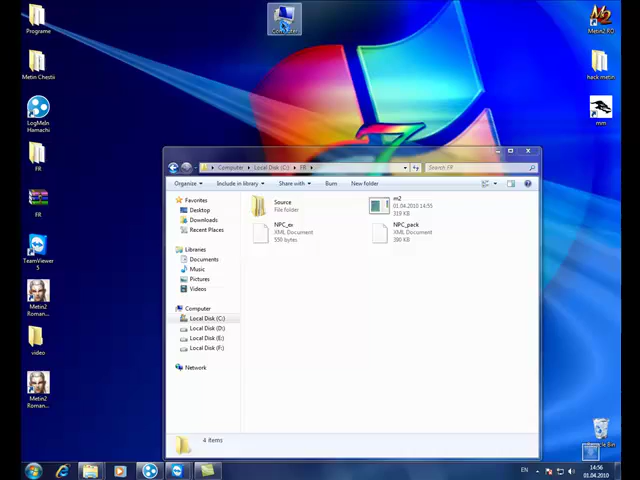 Programe
Metin Chestii
LogMeIn
Hamachi
FR
FR
TeamViewer
5
Metin2
Roman...
video
Metin2
Roman...
Computer
Metin2 RO
hack metin
mm
Computer
Local Disk (C:)
FR
Search FR
Organize
Include in library
Share with
Burn
New folder
Favorites
Desktop
Downloads
Recent Places
Libraries
Documents
Music
Pictures
Videos
Computer
Local Disk (C:)
Local Disk (D:)
Local Disk (E:)
Local Disk (F:)
Network
Source
File folder
m2
01.04.2010 14:55
319 KB
NPC_ex
XML Document
550 bytes
NPC_pack
XML Document
390 KB
4 items
Recycle Bin
EN
14:56
01.04.2010